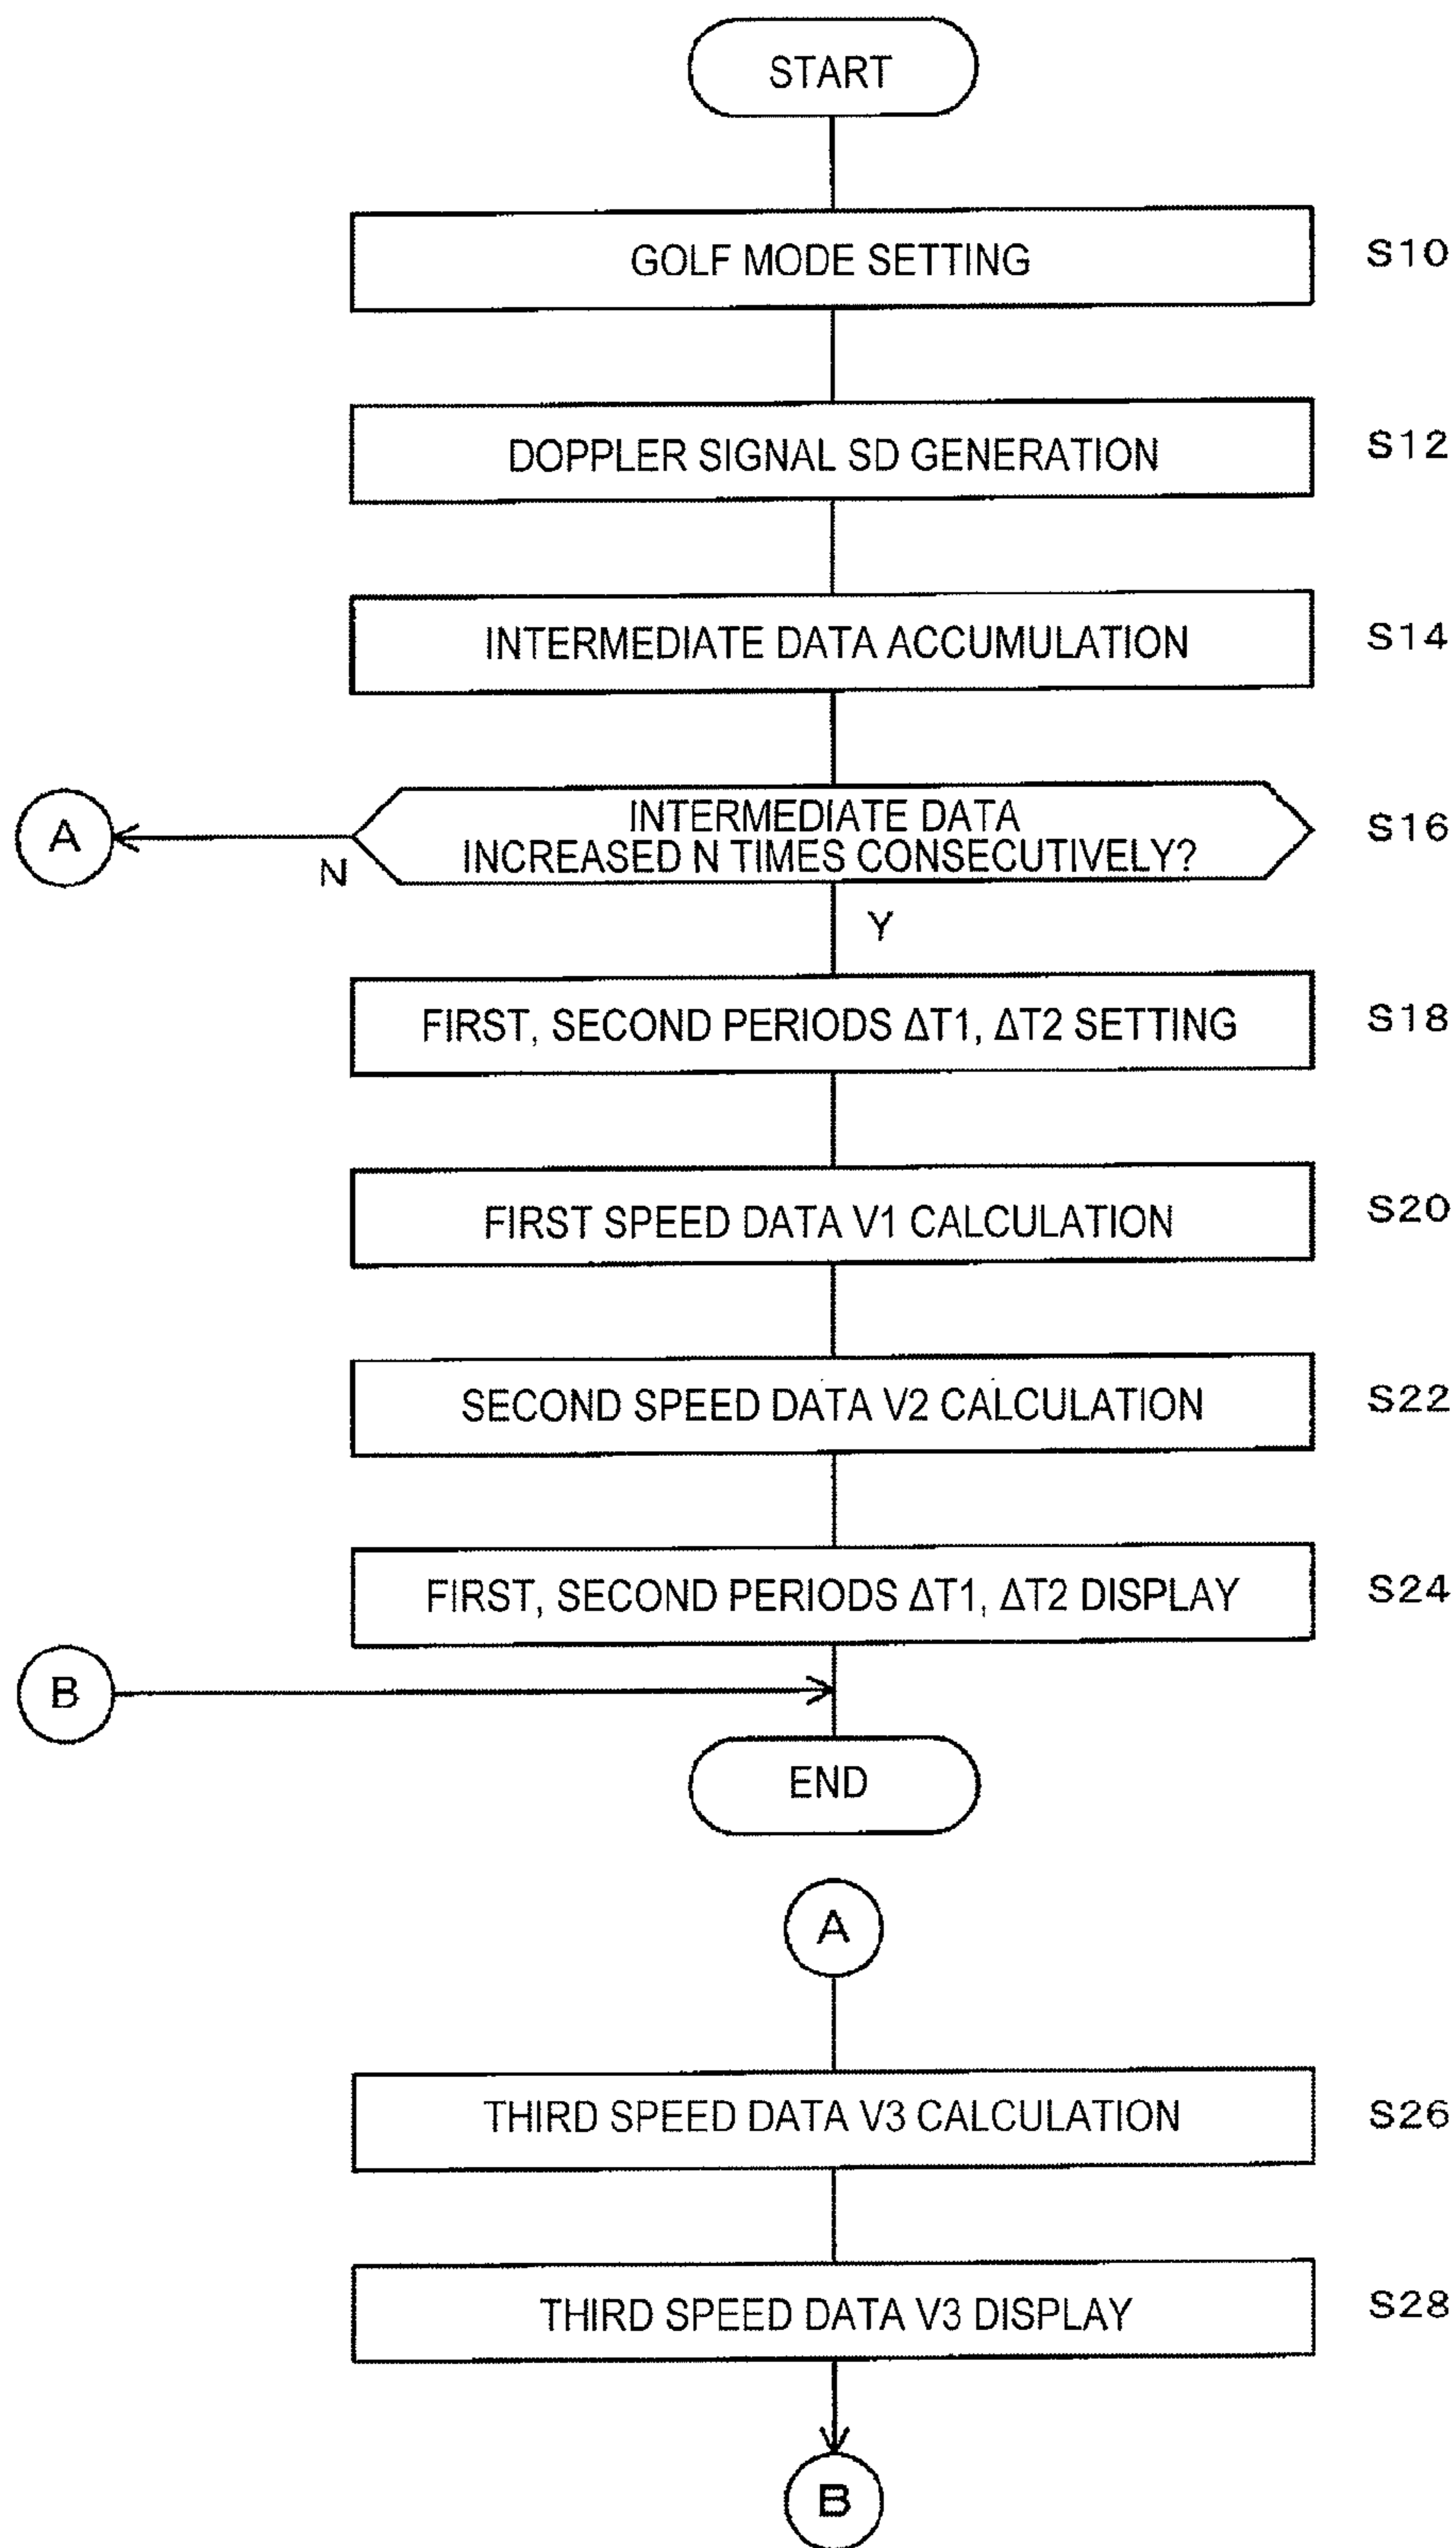 START
GOLF MODE SETTING
S10
DOPPLER SIGNAL SD GENERATION
S12
INTERMEDIATE DATA ACCUMULATION
S14
A
N
INTERMEDIATE DATA
INCREASED N TIMES CONSECUTIVELY?
S16
Y
FIRST, SECOND PERIODS ΔT1, ΔT2 SETTING
S18
FIRST SPEED DATA V1 CALCULATION
S20
SECOND SPEED DATA V2 CALCULATION
S22
FIRST, SECOND PERIODS ΔT1, ΔT2 DISPLAY
S24
B
END
A
THIRD SPEED DATA V3 CALCULATION
S26
THIRD SPEED DATA V3 DISPLAY
S28
B